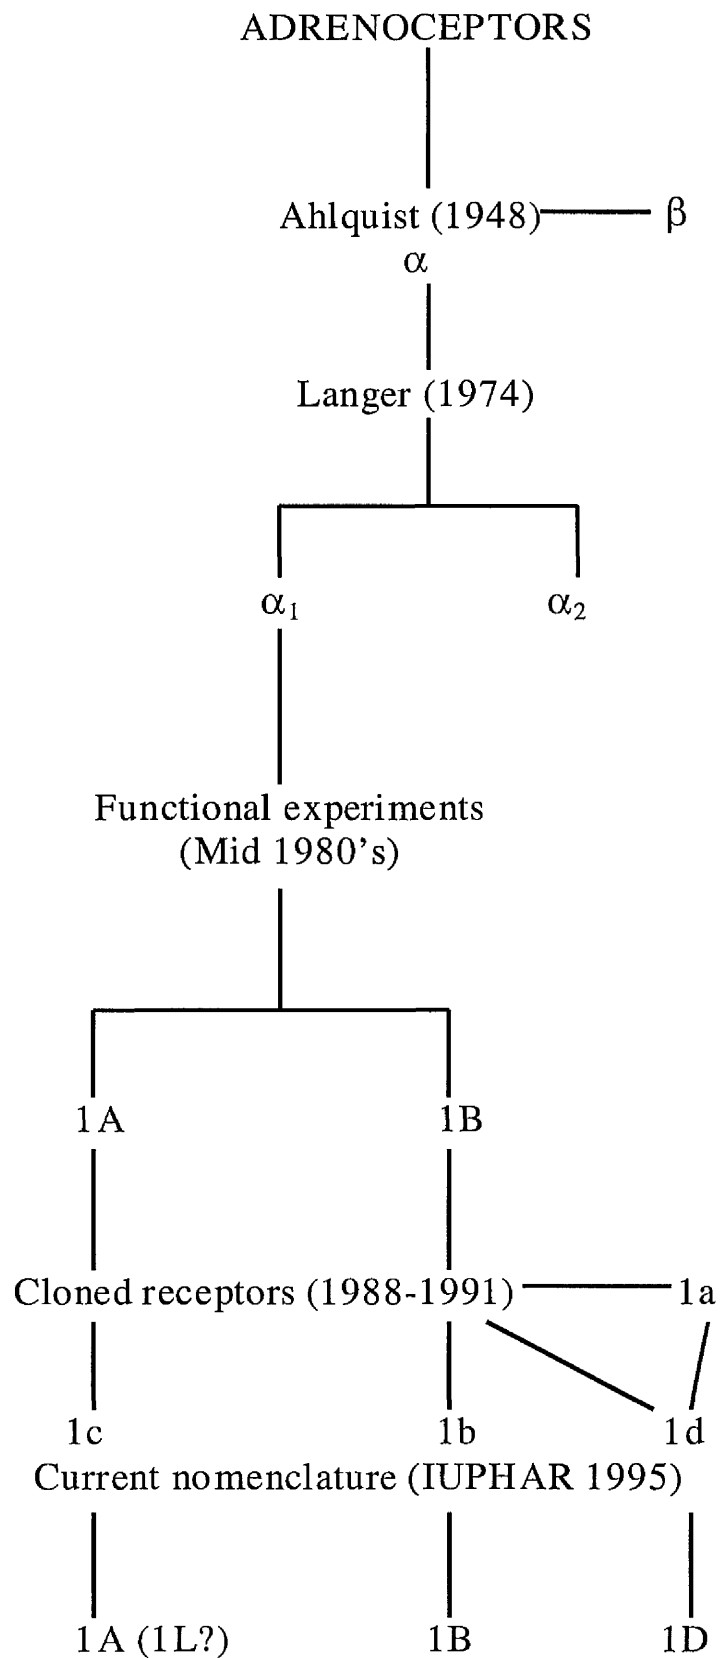 ADRENOCEPTORS
Ahlquist (1948) β
α
Langer (1974)
α₁ α₂
Functional experiments
(Mid 1980's)
1A 1B
Cloned receptors (1988-1991) 1a
1c 1b 1d
Current nomenclature (IUPHAR 1995)
1A (1L?) 1B 1D